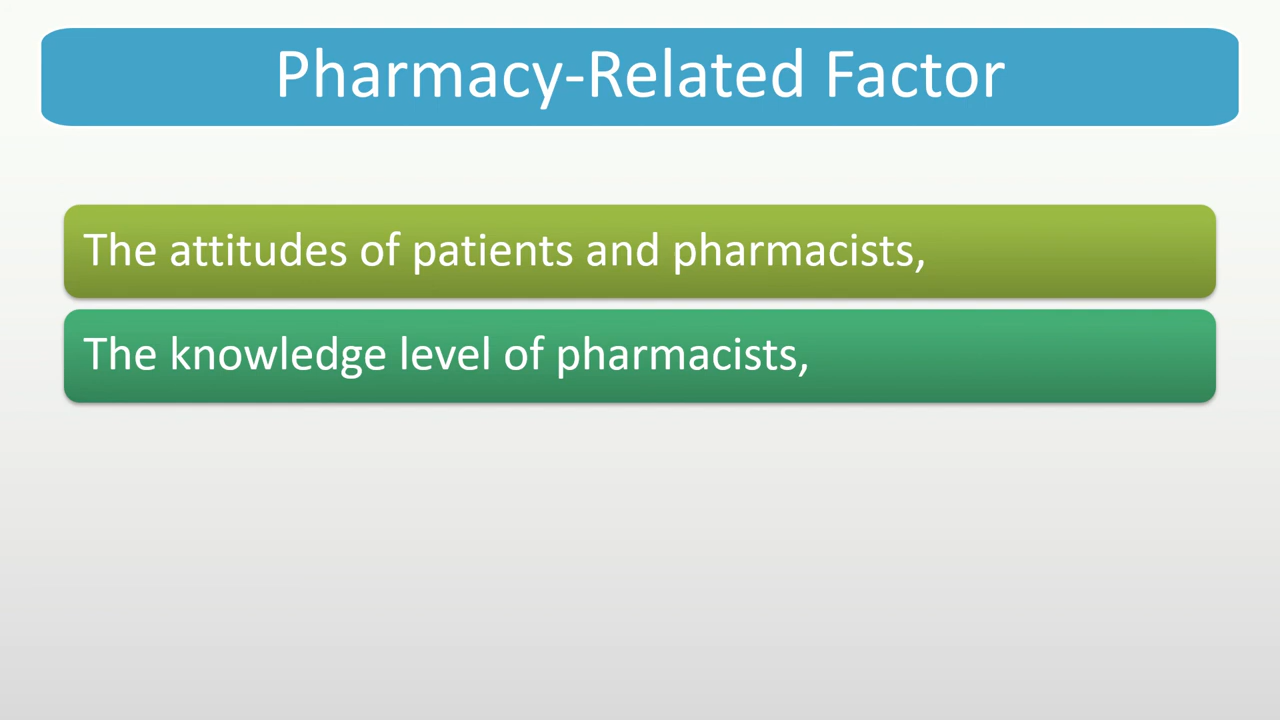 Pharmacy-Related Factor
The attitudes of patients and pharmacists,
The knowledge level of pharmacists,